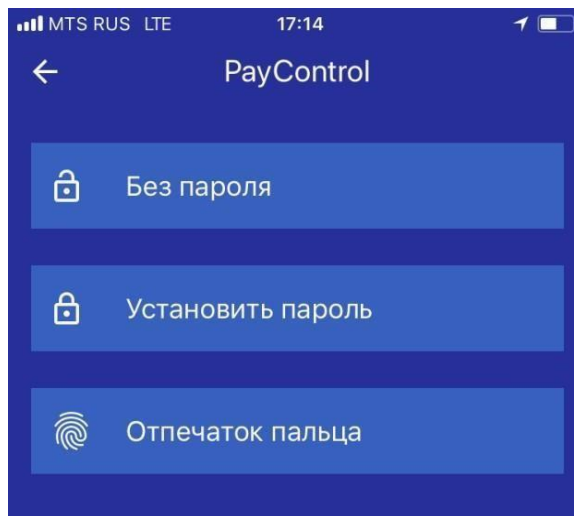 MTS RUS LTE 17:14
PayControl
Без пароля
Установить пароль
Отпечаток пальца